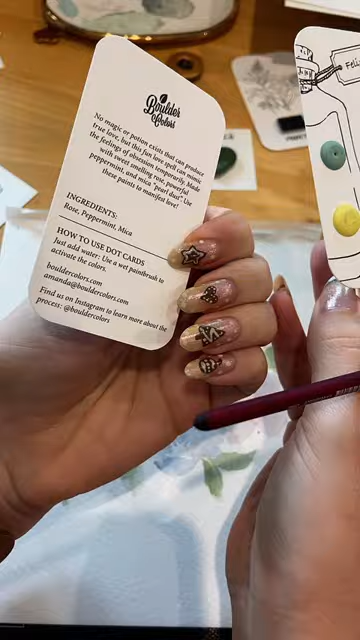 Boulder
Colors
No magic or potion exists that can produce
true love, but this fun love spell can mimic
the feelings of obsession temporarily. Made
with sweet smelling rose, powerful
peppermint, and mica "pearl dust". Use
these paints to manifest love!
INGREDIENTS:
Rose, Peppermint, Mica
HOW TO USE DOT CARDS
Just add water: Use a wet paintbrush to
activate the colors.
bouldercolors.com
amanda@bouldercolors.com
Find us on Instagram to learn more about the
process: @bouldercolors
Feli